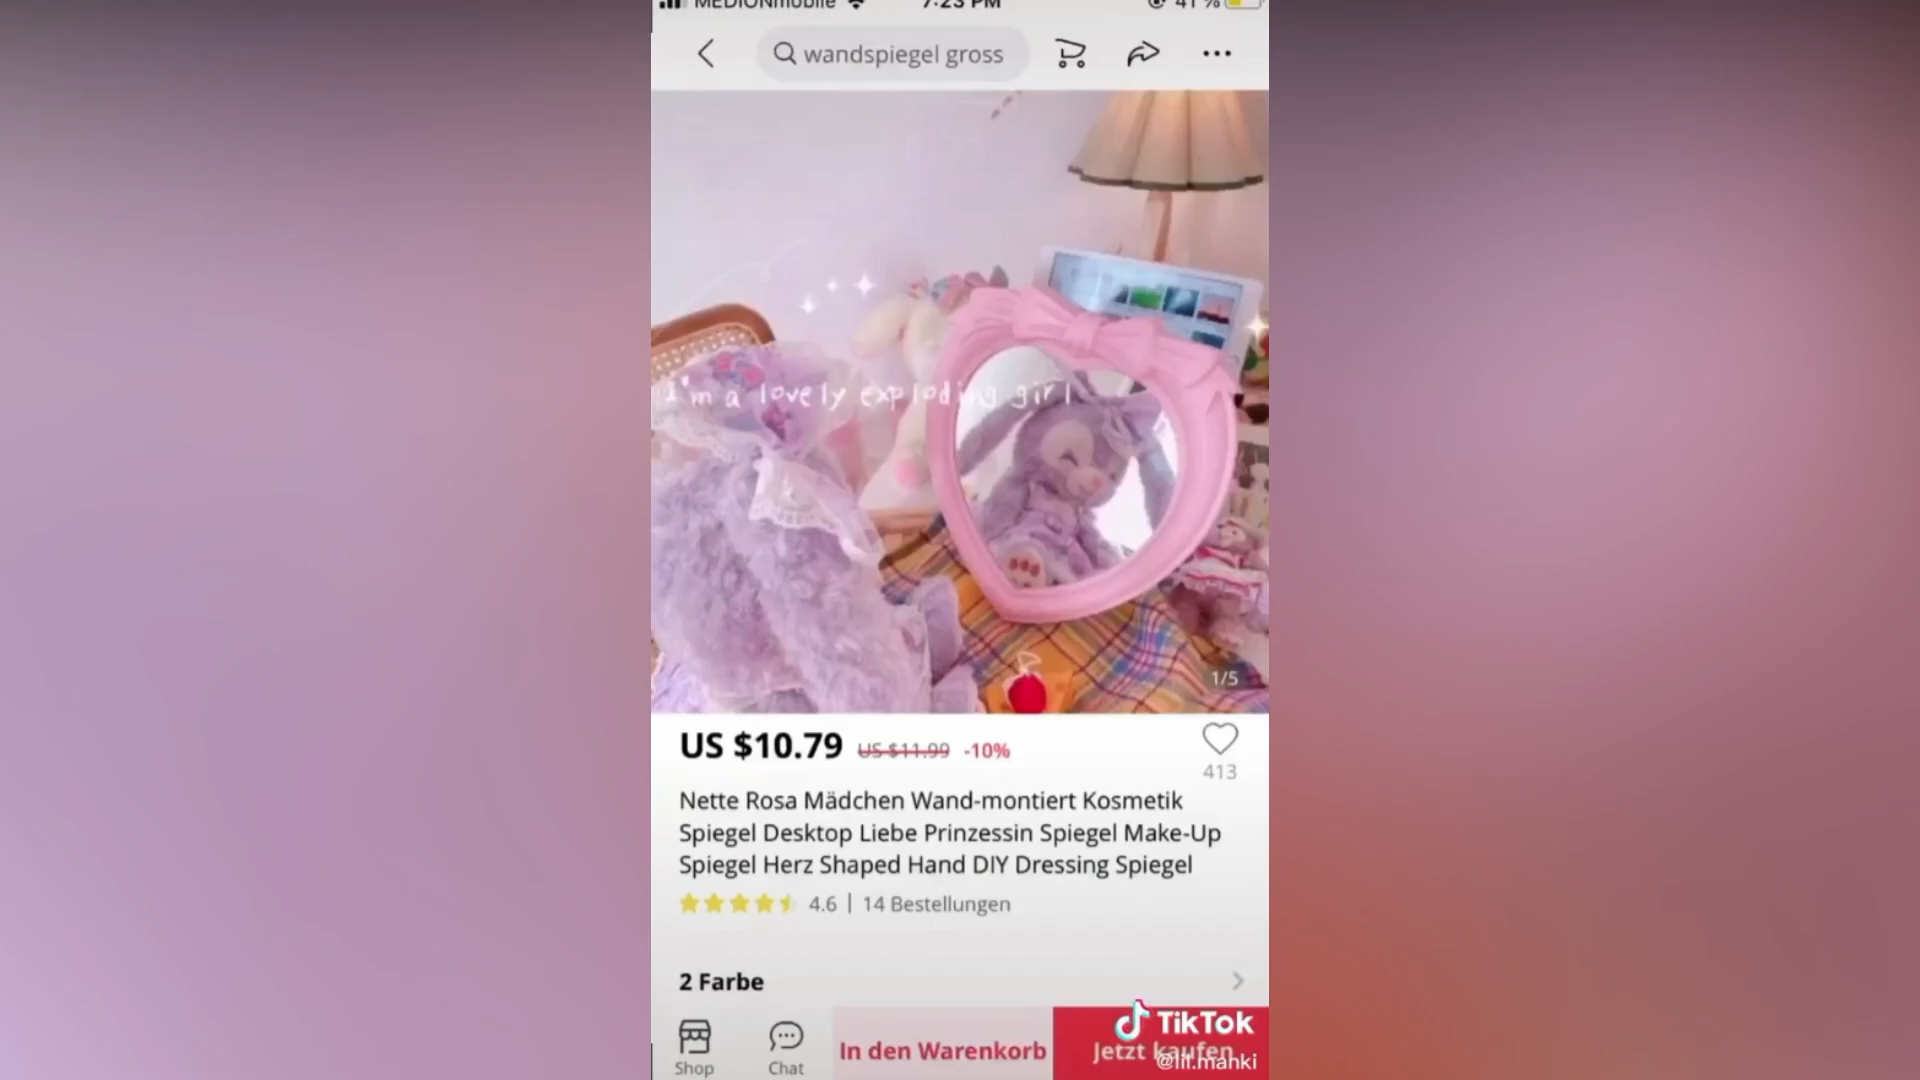 MEDIONmobile 7:23 PM 41 %
wandspiegel gross
I'm a lovely exploding girl
1/5
US $10.79 US $11.99 -10%
413
Nette Rosa Mädchen Wand-montiert Kosmetik
Spiegel Desktop Liebe Prinzessin Spiegel Make-Up
Spiegel Herz Shaped Hand DIY Dressing Spiegel
4.6 | 14 Bestellungen
2 Farbe
Shop
Chat
In den Warenkorb
Jetzt kaufen
TikTok
@lil.mahki